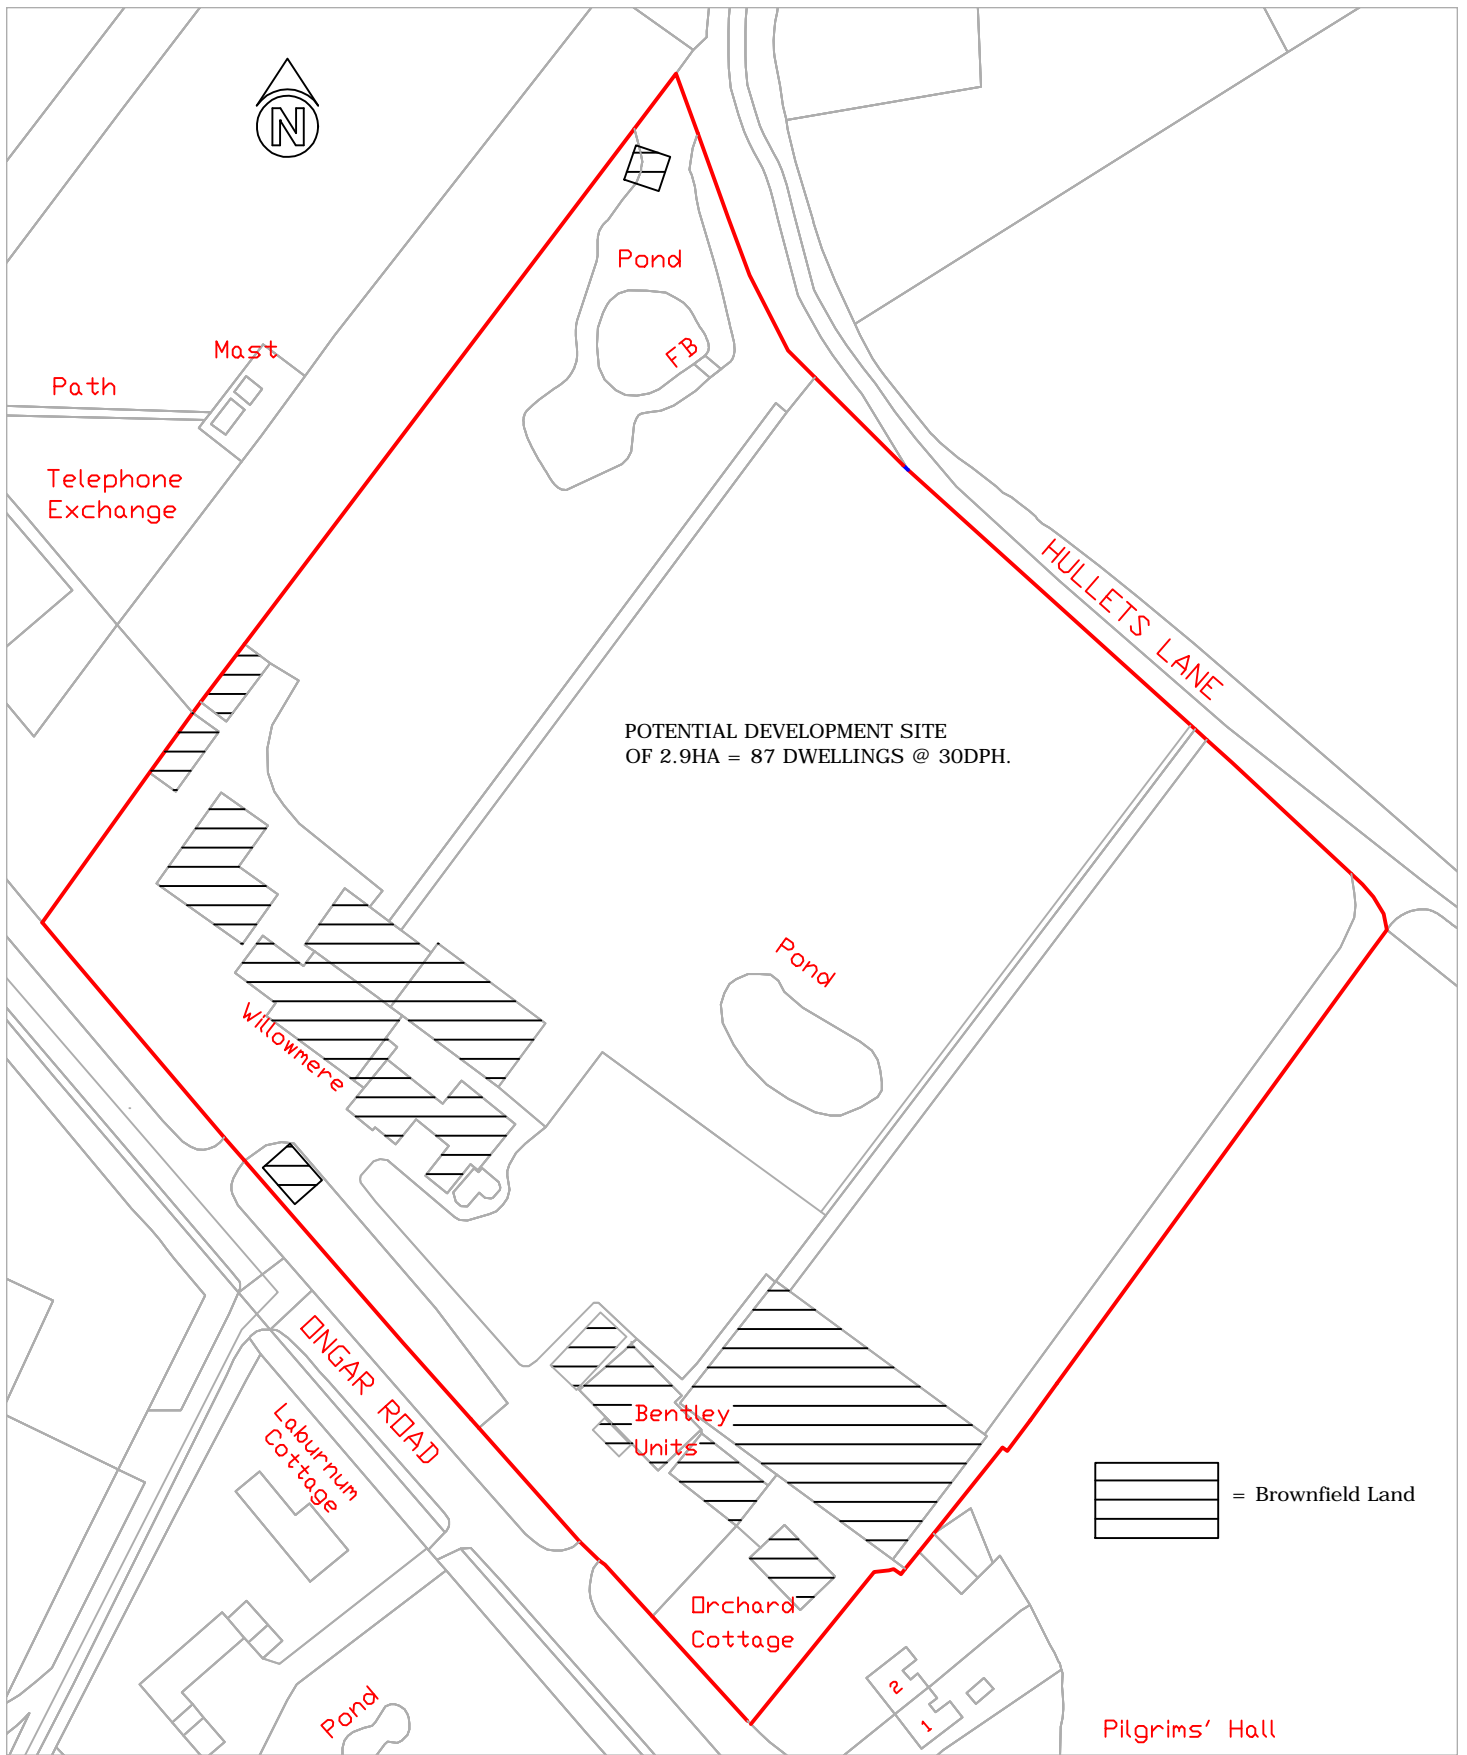 N
Pond
FB
Mast
Path
Telephone
Exchange
HULLETS LANE
POTENTIAL DEVELOPMENT SITE
OF 2.9HA = 87 DWELLINGS @ 30DPH.
Pond
Willowmere
ONGAR ROAD
Laburnum
Cottage
Bentley
Units
= Brownfield Land
Orchard
Cottage
2
1
Pond
Pilgrims' Hall